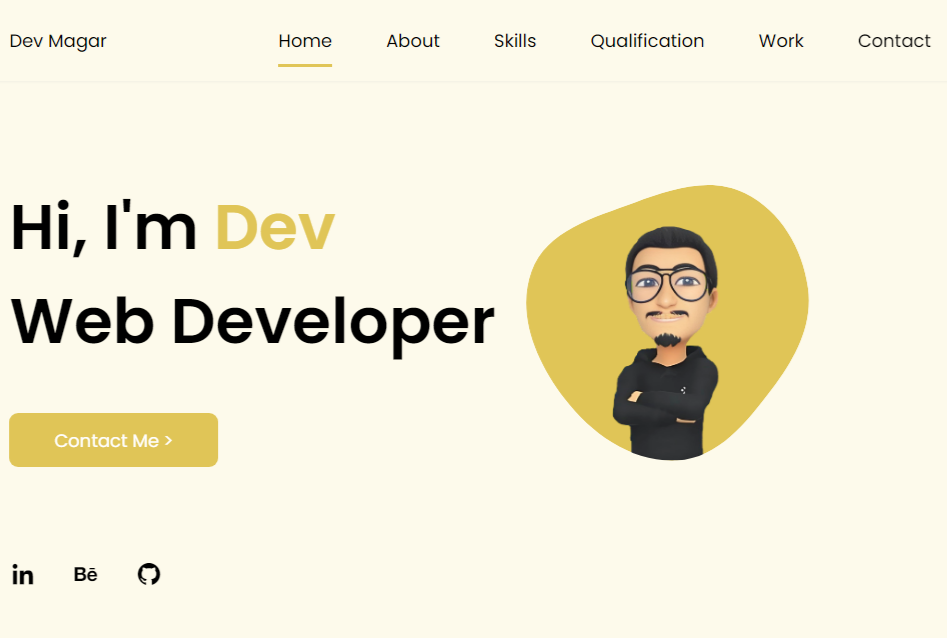 Dev Magar Home About Skills Qualification Work Contact
Hi, I'm Dev
Web Developer
Contact Me >
in Bē